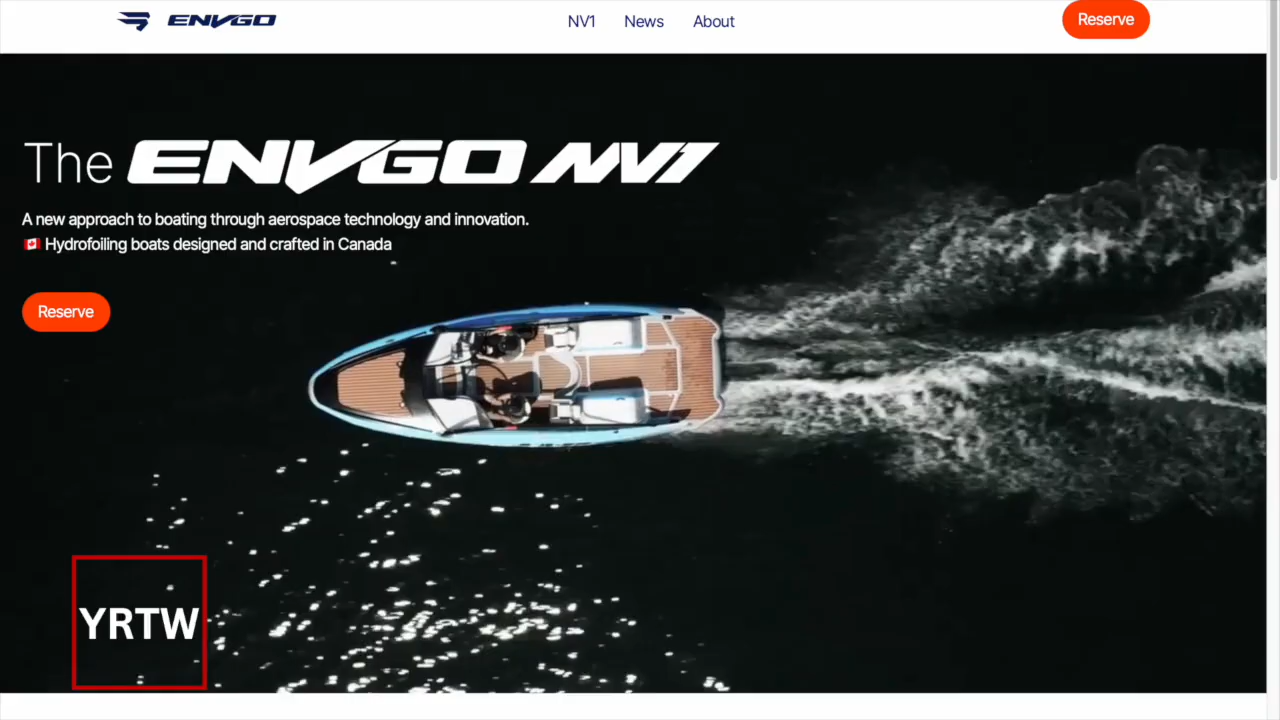 ENVGO
NV1 News About
Reserve
The ENVGO NV1
A new approach to boating through aerospace technology and innovation.
🇨🇦 Hydrofoiling boats designed and crafted in Canada
Reserve
YRTW